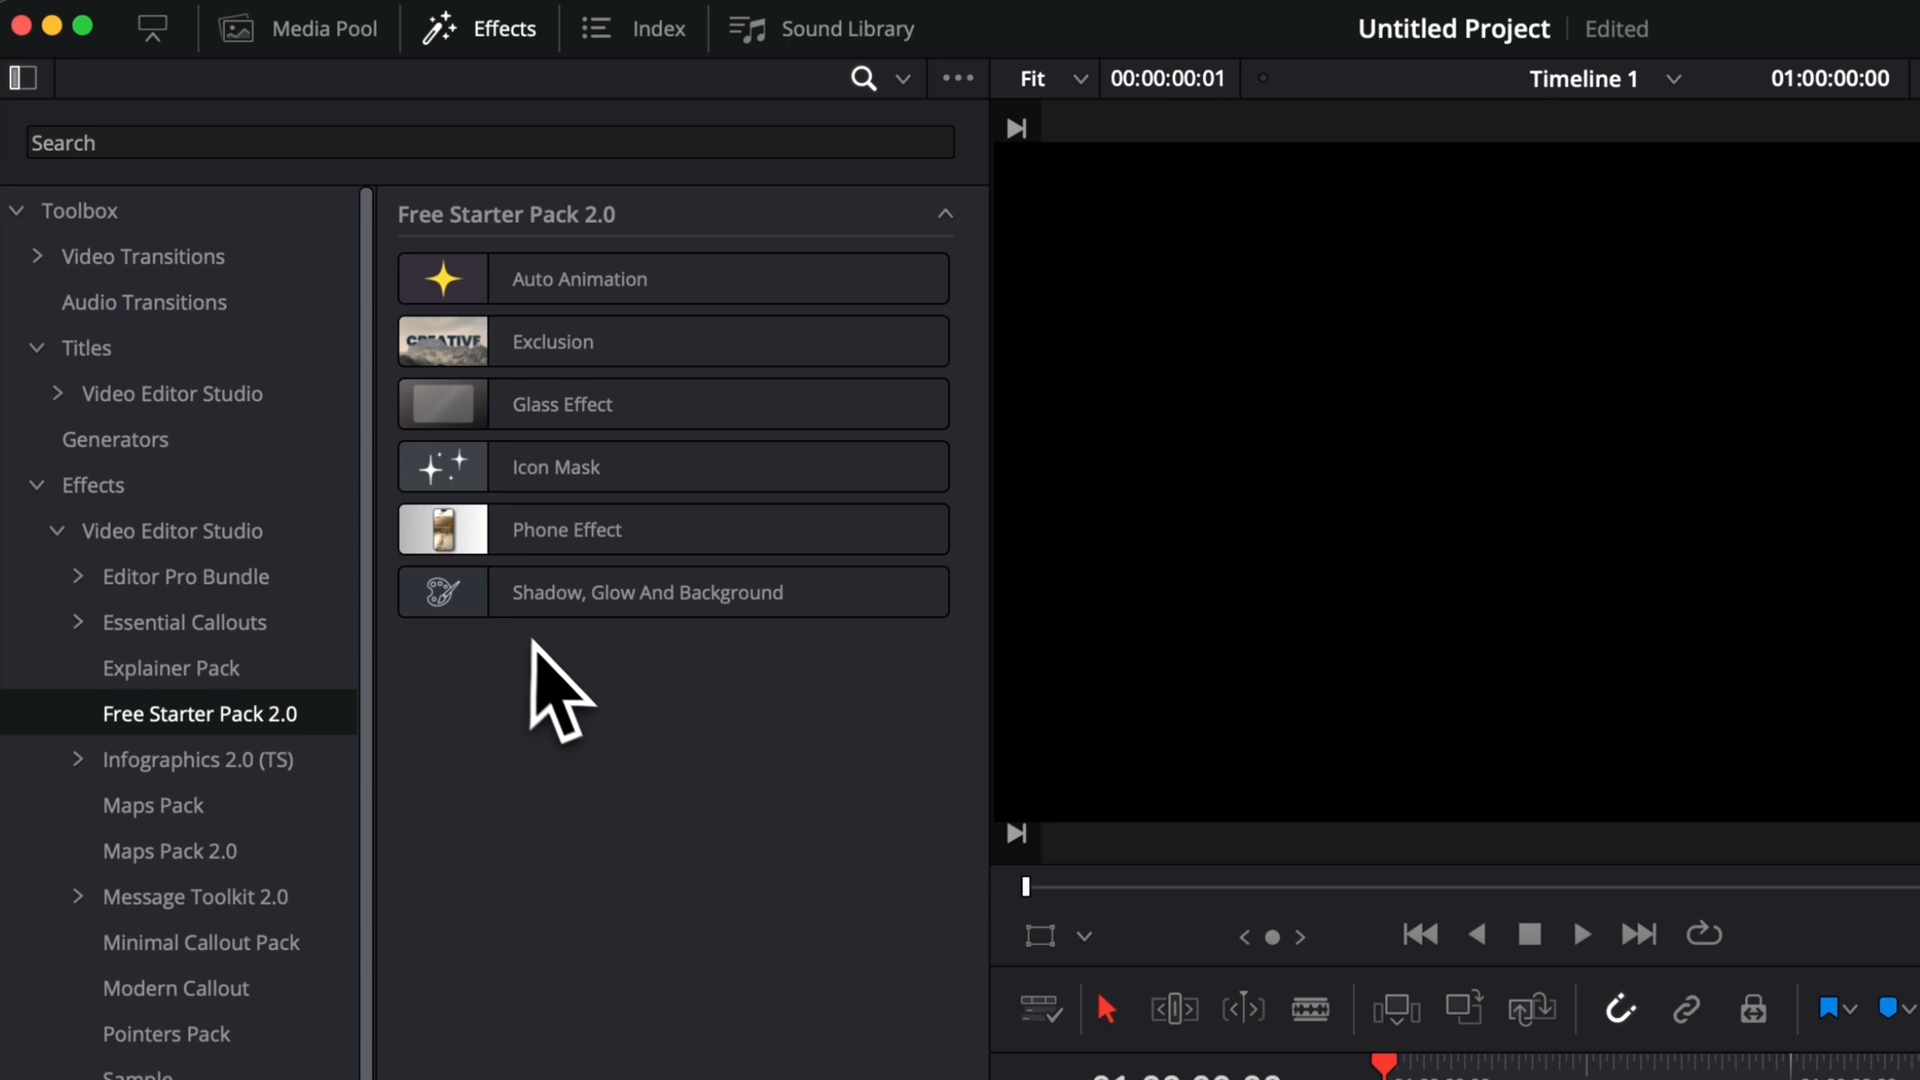 Media Pool
Effects
Index
Sound Library
Untitled Project
Edited
Fit
00:00:00:01
Timeline 1
01:00:00:00
Search
Toolbox
Video Transitions
Audio Transitions
Titles
Video Editor Studio
Generators
Effects
Video Editor Studio
Editor Pro Bundle
Essential Callouts
Explainer Pack
Free Starter Pack 2.0
Infographics 2.0 (TS)
Maps Pack
Maps Pack 2.0
Message Toolkit 2.0
Minimal Callout Pack
Modern Callout
Pointers Pack
Sample
Free Starter Pack 2.0
Auto Animation
CREATIVE
Exclusion
Glass Effect
Icon Mask
Phone Effect
Shadow, Glow And Background